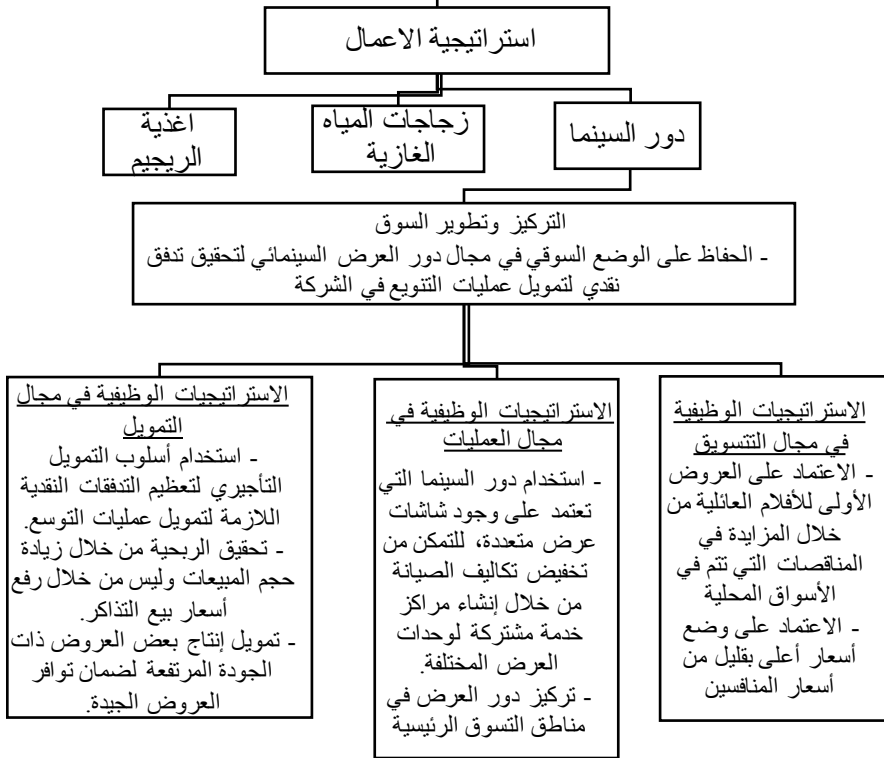 استراتيجية الاعمال
دور السينما
زجاجات المياه
الغازية
اغذية
الريجيم
التركيز وتطوير السوق
- الحفاظ على الوضع السوقي في مجال دور العرض السينمائي لتحقيق تدفق
نقدي لتمويل عمليات التنويع في الشركة
الاستراتيجيات الوظيفية
في مجال التتسويق
- الاعتماد على العروض
الأولى للأفلام العائلية من
خلال المزايدة في
المناقصات التي تتم في
الأسواق المحلية
- الاعتماد على وضع
أسعار أعلى بقليل من
أسعار المنافسين
الاستراتيجيات الوظيفية في
مجال العمليات
- استخدام دور السينما التي
تعتمد على وجود شاشات
عرض متعددة، للتمكن من
تخفيض تكاليف الصيانة
من خلال إنشاء مراكز
خدمة مشتركة لوحدات
العرض المختلفة.
- تركيز دور العرض في
مناطق التسوق الرئيسية
الاستراتيجيات الوظيفية في مجال
التمويل
- استخدام أسلوب التمويل
التأجيري لتعظيم التدفقات النقدية
اللازمة لتمويل عمليات التوسع.
- تحقيق الربحية من خلال زيادة
حجم المبيعات وليس من خلال رفع
أسعار بيع التذاكر.
- تمويل إنتاج بعض العروض ذات
الجودة المرتفعة لضمان توافر
العروض الجيدة.